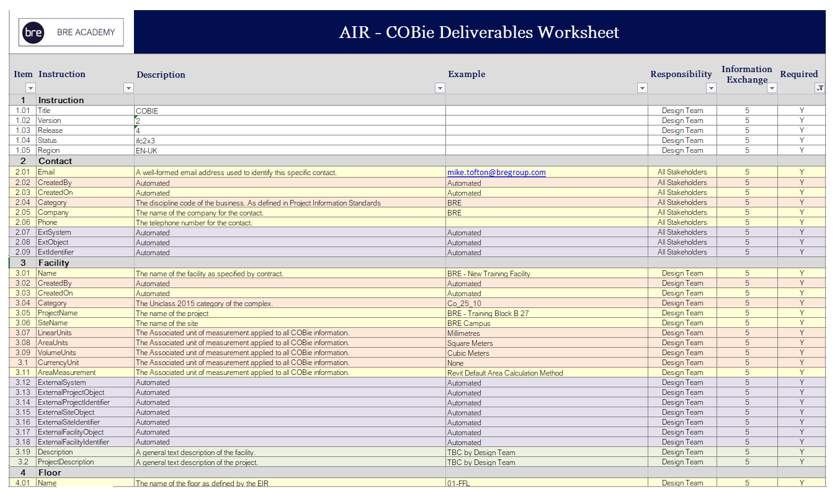 bre BRE ACADEMY
AIR - COBie Deliverables Worksheet
Item Instruction Description Example Responsibility Information Exchange Required
1 Instruction
1.01 Title COBIE Design Team 5 Y
1.02 Version 2 Design Team 5 Y
1.03 Release 4 Design Team 5 Y
1.04 Status ifc2x3 Design Team 5 Y
1.05 Region EN-UK Design Team 5 Y
2 Contact
2.01 Email A well-formed email address used to identify this specific contact. mike.tofton@bregroup.com All Stakeholders 5 Y
2.02 CreatedBy Automated Automated All Stakeholders 5 Y
2.03 CreatedOn Automated Automated All Stakeholders 5 Y
2.04 Category The discipline code of the business. As defined in Project Information Standards BRE All Stakeholders 5 Y
2.05 Company The name of the company for the contact. BRE All Stakeholders 5 Y
2.06 Phone The telephone number for the contact. All Stakeholders 5 Y
2.07 ExtSystem Automated Automated All Stakeholders 5 Y
2.08 ExtObject Automated Automated All Stakeholders 5 Y
2.09 ExtIdentifier Automated Automated All Stakeholders 5 Y
3 Facility
3.01 Name The name of the facility as specified by contract. BRE - New Training Facility Design Team 5 Y
3.02 CreatedBy Automated Automated Design Team 5 Y
3.03 CreatedOn Automated Automated Design Team 5 Y
3.04 Category The Uniclass 2015 category of the complex. Co_25_10 Design Team 5 Y
3.05 ProjectName The name of the project BRE - Training Block B 27 Design Team 5 Y
3.06 SiteName The name of the site BRE Campus Design Team 5 Y
3.07 LinearUnits The Associated unit of measurement applied to all COBie information. Millimetres Design Team 5 Y
3.08 AreaUnits The Associated unit of measurement applied to all COBie information. Square Meters Design Team 5 Y
3.09 VolumeUnits The Associated unit of measurement applied to all COBie information. Cubic Meters Design Team 5 Y
3.1 CurrencyUnit The Associated unit of measurement applied to all COBie information. None Design Team 5 Y
3.11 AreaMeasurement The Associated unit of measurement applied to all COBie information. Revit Default Area Calculation Method Design Team 5 Y
3.12 ExternalSystem Automated Automated Design Team 5 Y
3.13 ExternalProjectObject Automated Automated Design Team 5 Y
3.14 ExternalProjectIdentifier Automated Automated Design Team 5 Y
3.15 ExternalSiteObject Automated Automated Design Team 5 Y
3.16 ExternalSiteIdentifier Automated Automated Design Team 5 Y
3.17 ExternalFacilityObject Automated Automated Design Team 5 Y
3.18 ExternalFacilityIdentifier Automated Automated Design Team 5 Y
3.19 Description A general text description of the facility. TBC by Design Team Design Team 5 Y
3.2 ProjectDescription A general text description of the project. TBC by Design Team Design Team 5 Y
4 Floor
4.01 Name The name of the floor as defined by the EIR 01-FFL Design Team 5 Y